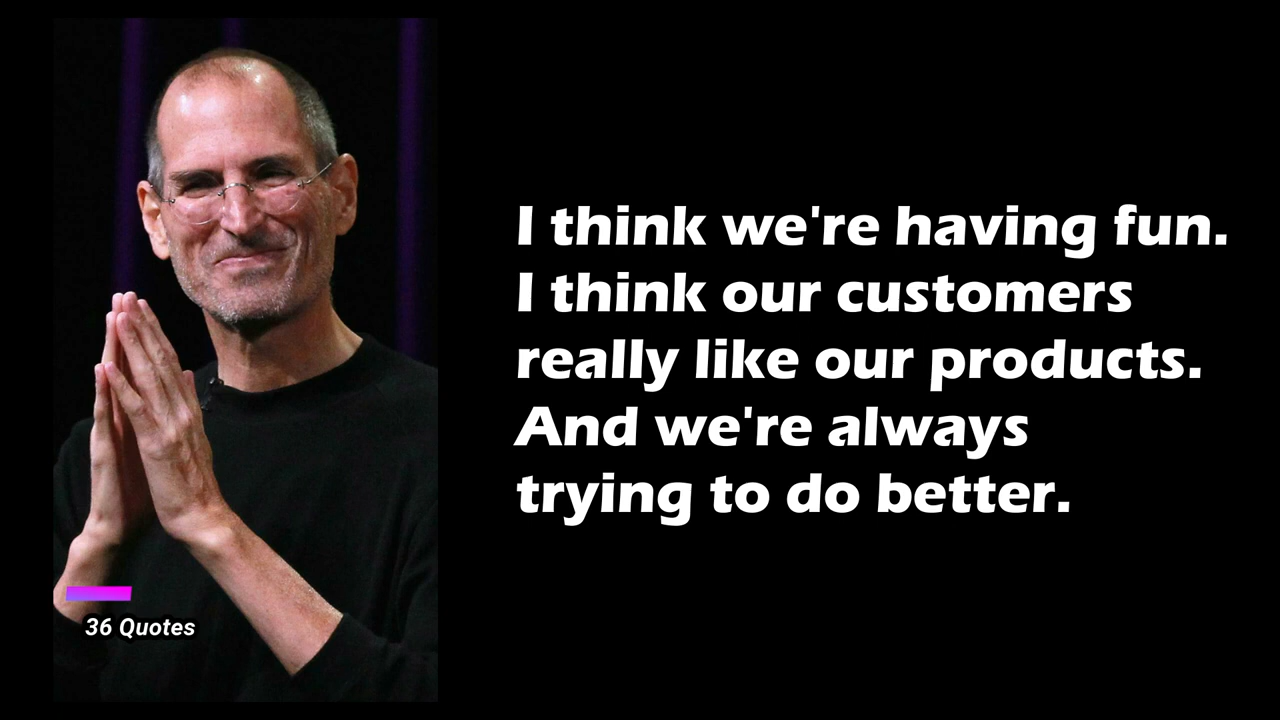 I think we're having fun.
I think our customers
really like our products.
And we're always
trying to do better.
36 Quotes